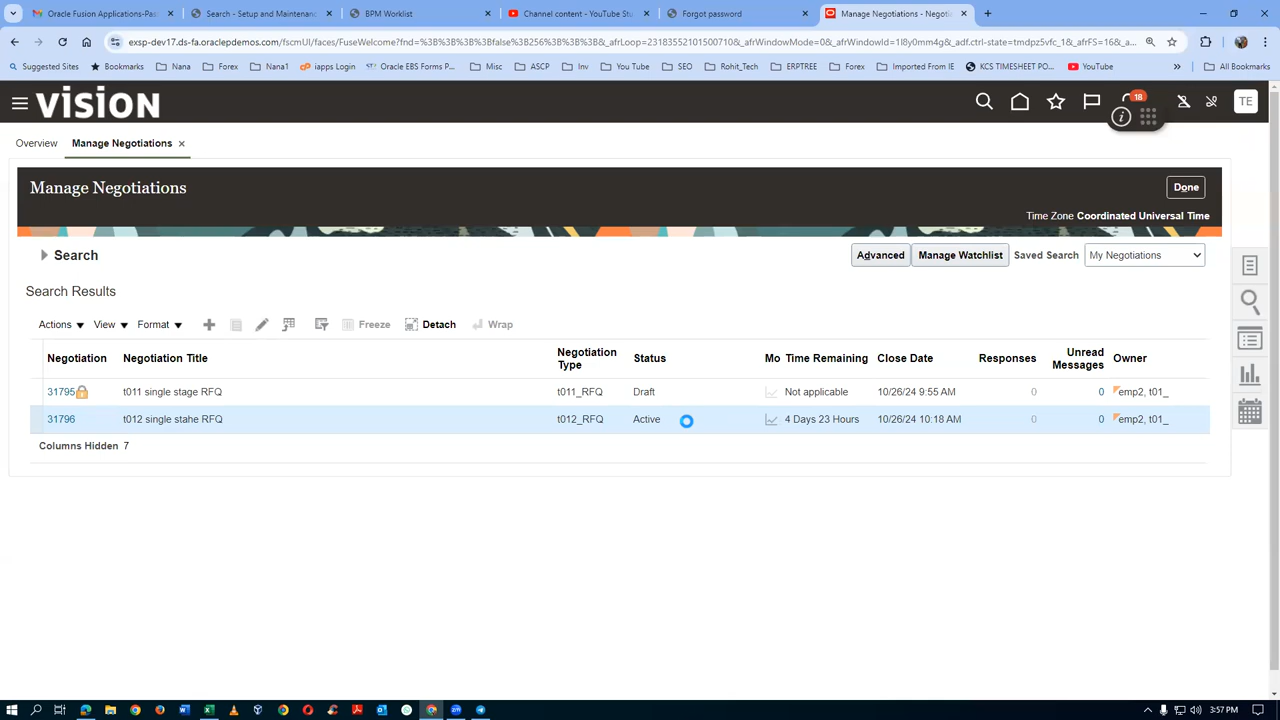 Oracle Fusion Applications-Pas
Search - Setup and Maintenanc
BPM Worklist
Channel content - YouTube Stu
Forgot password
Manage Negotiations - Negotia
exsp-dev17.ds-fa.oraclepdemos.com/fscmUI/faces/FuseWelcome?fnd=%3B%3B%3B%3Bfalse%3B256%3B%3B%3B&_afrLoop=23183552101500710&_afrWindowMode=0&_afrWindowId=1l8y0mm4g&_adf.ctrl-state=tmdpz5vfc_1&_afrFS=16&_a...
Suggested Sites
Bookmarks
Nana
Forex
Nana1
iapps Login
Oracle EBS Forms P...
Misc
ASCP
Inv
You Tube
SEO
Rohit_Tech
ERPTREE
Forex
Imported From IE
KCS TIMESHEET PO...
YouTube
All Bookmarks
VISION
18
TE
Overview
Manage Negotiations
Manage Negotiations
Done
Time Zone Coordinated Universal Time
Search
Advanced
Manage Watchlist
Saved Search
My Negotiations
Search Results
Actions
View
Format
Freeze
Detach
Wrap
Negotiation
Negotiation Title
Negotiation Type
Status
Mo
Time Remaining
Close Date
Responses
Unread Messages
Owner
31795 t011 single stage RFQ t011_RFQ Draft Not applicable 10/26/24 9:55 AM 0 0 emp2, t01_
31796 t012 single stahe RFQ t012_RFQ Active 4 Days 23 Hours 10/26/24 10:18 AM 0 0 emp2, t01_
Columns Hidden 7
3:57 PM